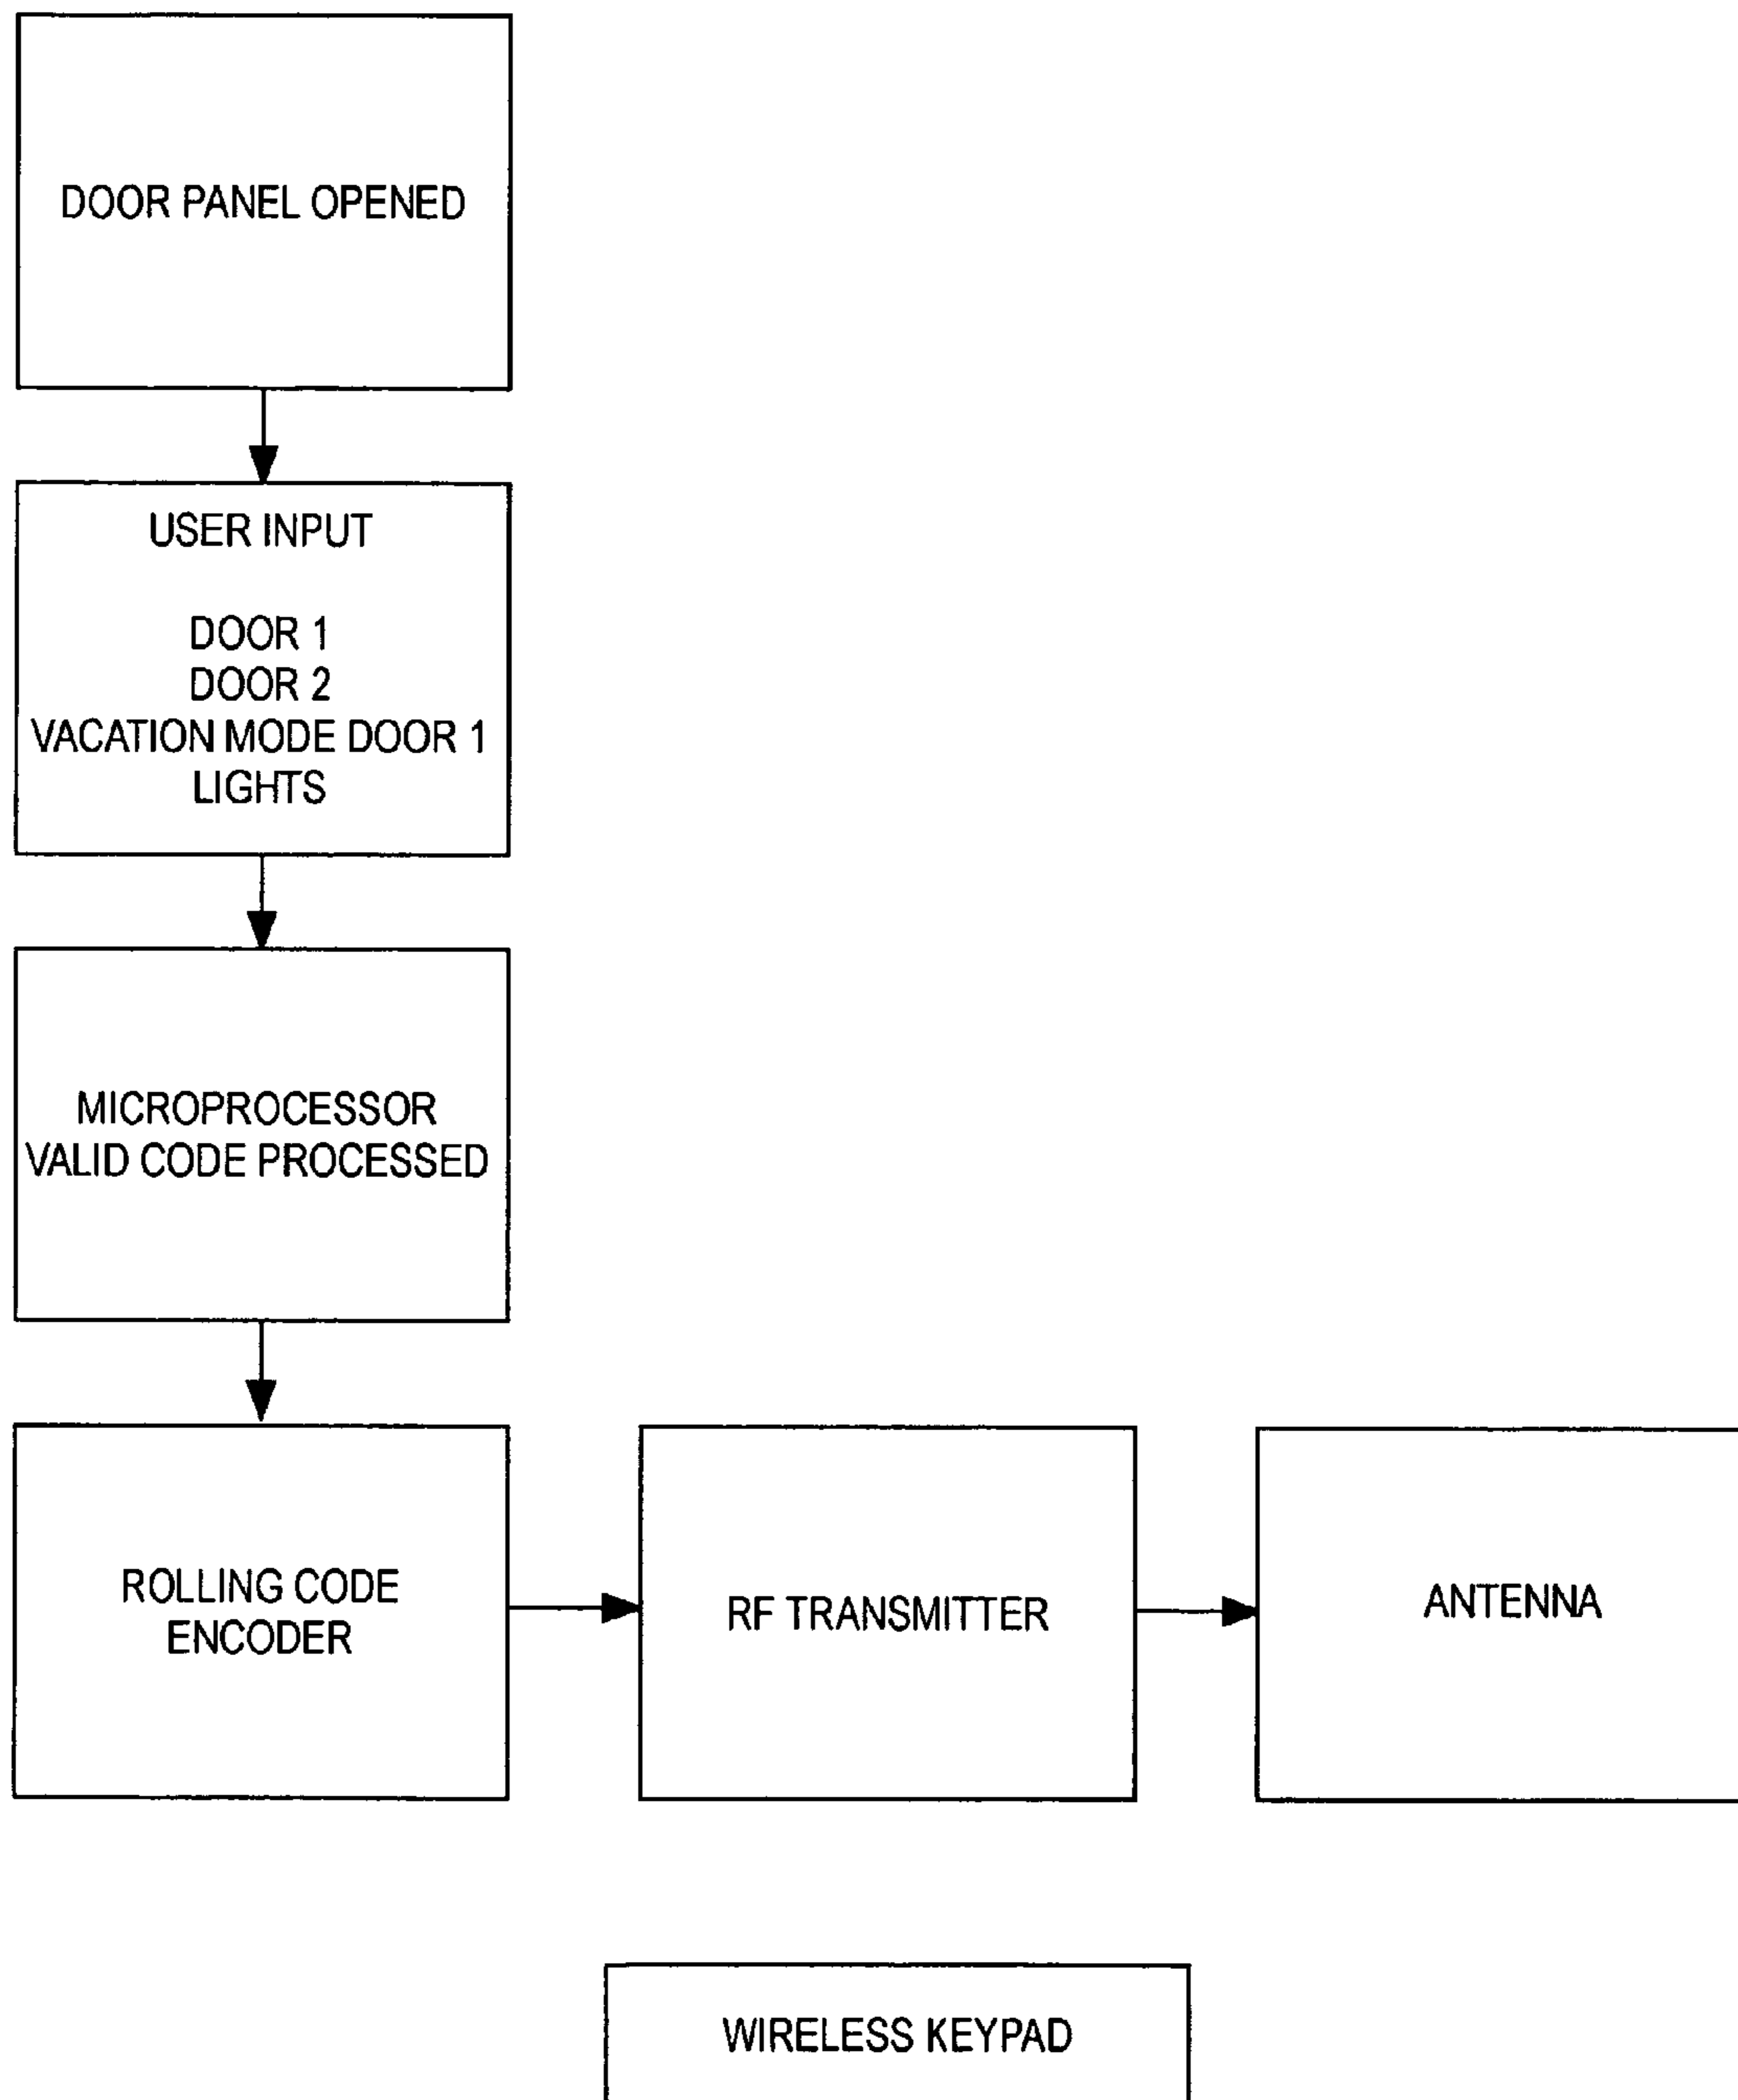 DOOR PANEL OPENED
USER INPUT
DOOR 1
DOOR 2
VACATION MODE DOOR 1
LIGHTS
MICROPROCESSOR
VALID CODE PROCESSED
ROLLING CODE
ENCODER
RF TRANSMITTER
ANTENNA
WIRELESS KEYPAD